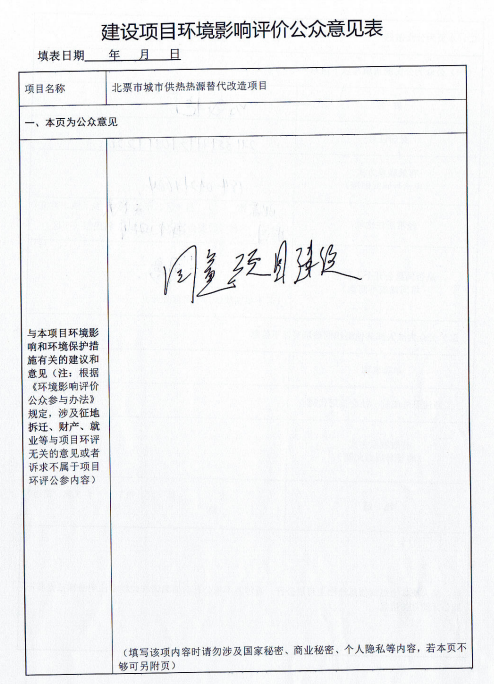 建设项目环境影响评价公众意见表
填表日期 年 月 日
项目名称 北票市城市供热热源替代改造项目
一、本页为公众意见
与本项目环境影
响和环境保护措
施有关的建议和
意见（注：根据
《环境影响评价
公众参与办法》
规定，涉及征地
拆迁、财产、就
业等与项目环评
无关的意见或者
诉求不属于项目
环评公参内容）
同意项目建设
（填写该项内容时请勿涉及国家秘密、商业秘密、个人隐私等内容，若本页不
够可另附页）